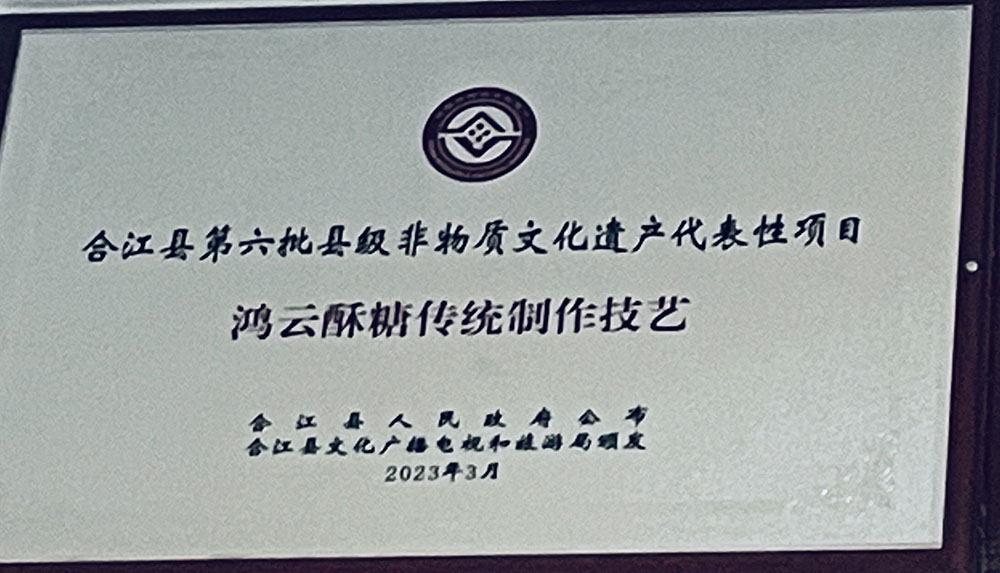 合江县第六批县级非物质文化遗产代表性项目
鸿云酥糖传统制作技艺
合江县人民政府公布
合江县文化广播电视和旅游局颁发
2023年3月